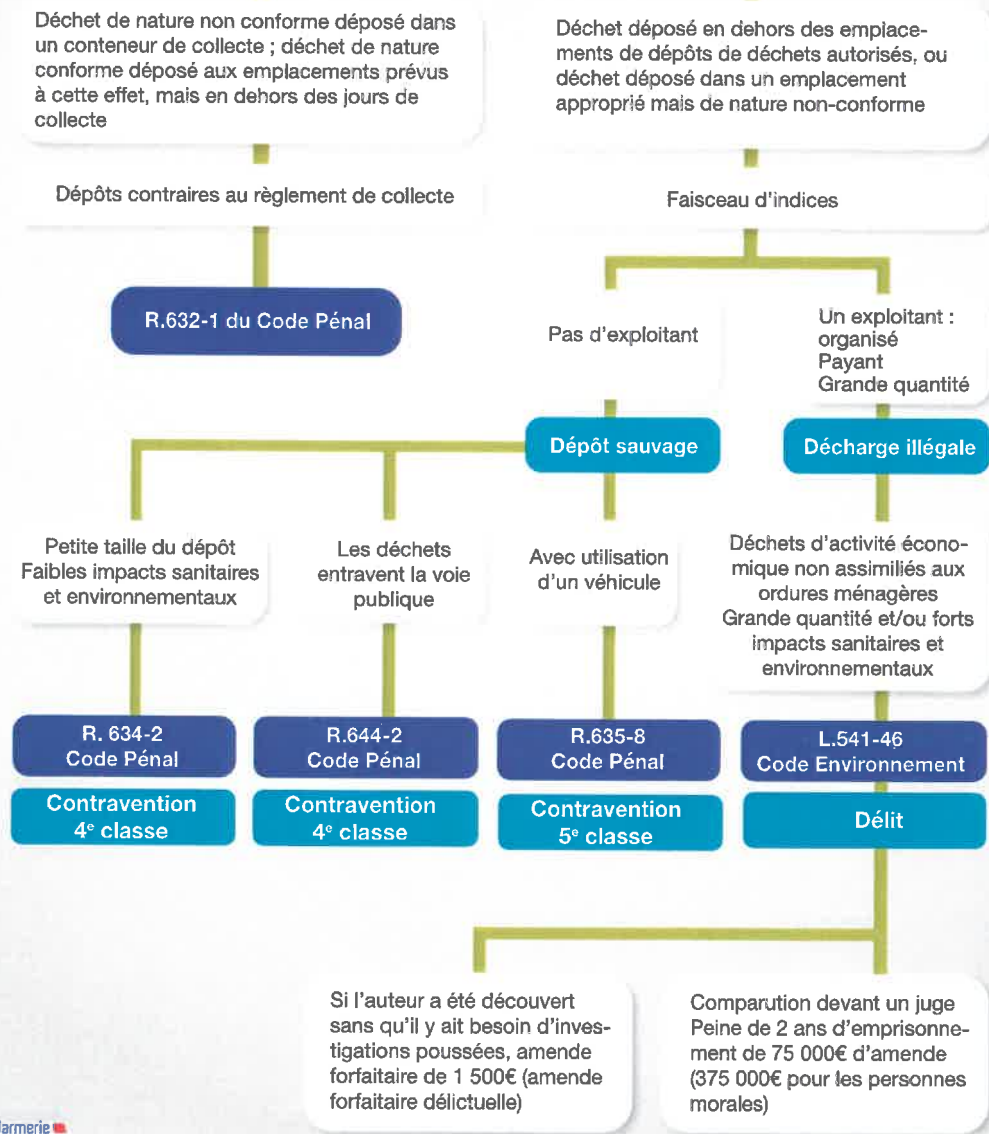 Déchet de nature non conforme déposé dans
un conteneur de collecte ; déchet de nature
conforme déposé aux emplacements prévus
à cette effet, mais en dehors des jours de
collecte
Déchet déposé en dehors des emplace-
ments de dépôts de déchets autorisés, ou
déchet déposé dans un emplacement
approprié mais de nature non-conforme
Dépôts contraires au règlement de collecte
Faisceau d'indices
R.632-1 du Code Pénal
Pas d'exploitant
Un exploitant :
organisé
Payant
Grande quantité
Dépôt sauvage
Décharge illégale
Petite taille du dépôt
Faibles impacts sanitaires
et environnementaux
Les déchets
entravent la voie
publique
Avec utilisation
d'un véhicule
Déchets d'activité écono-
mique non assimiliés aux
ordures ménagères
Grande quantité et/ou forts
impacts sanitaires et
environnementaux
R. 634-2
Code Pénal
R.644-2
Code Pénal
R.635-8
Code Pénal
L.541-46
Code Environnement
Contravention
4e classe
Contravention
4e classe
Contravention
5e classe
Délit
Si l'auteur a été découvert
sans qu'il y ait besoin d'inves-
tigations poussées, amende
forfaitaire de 1 500€ (amende
forfaitaire délictuelle)
Comparution devant un juge
Peine de 2 ans d'emprisonne-
ment de 75 000€ d'amende
(375 000€ pour les personnes
morales)
darmerie